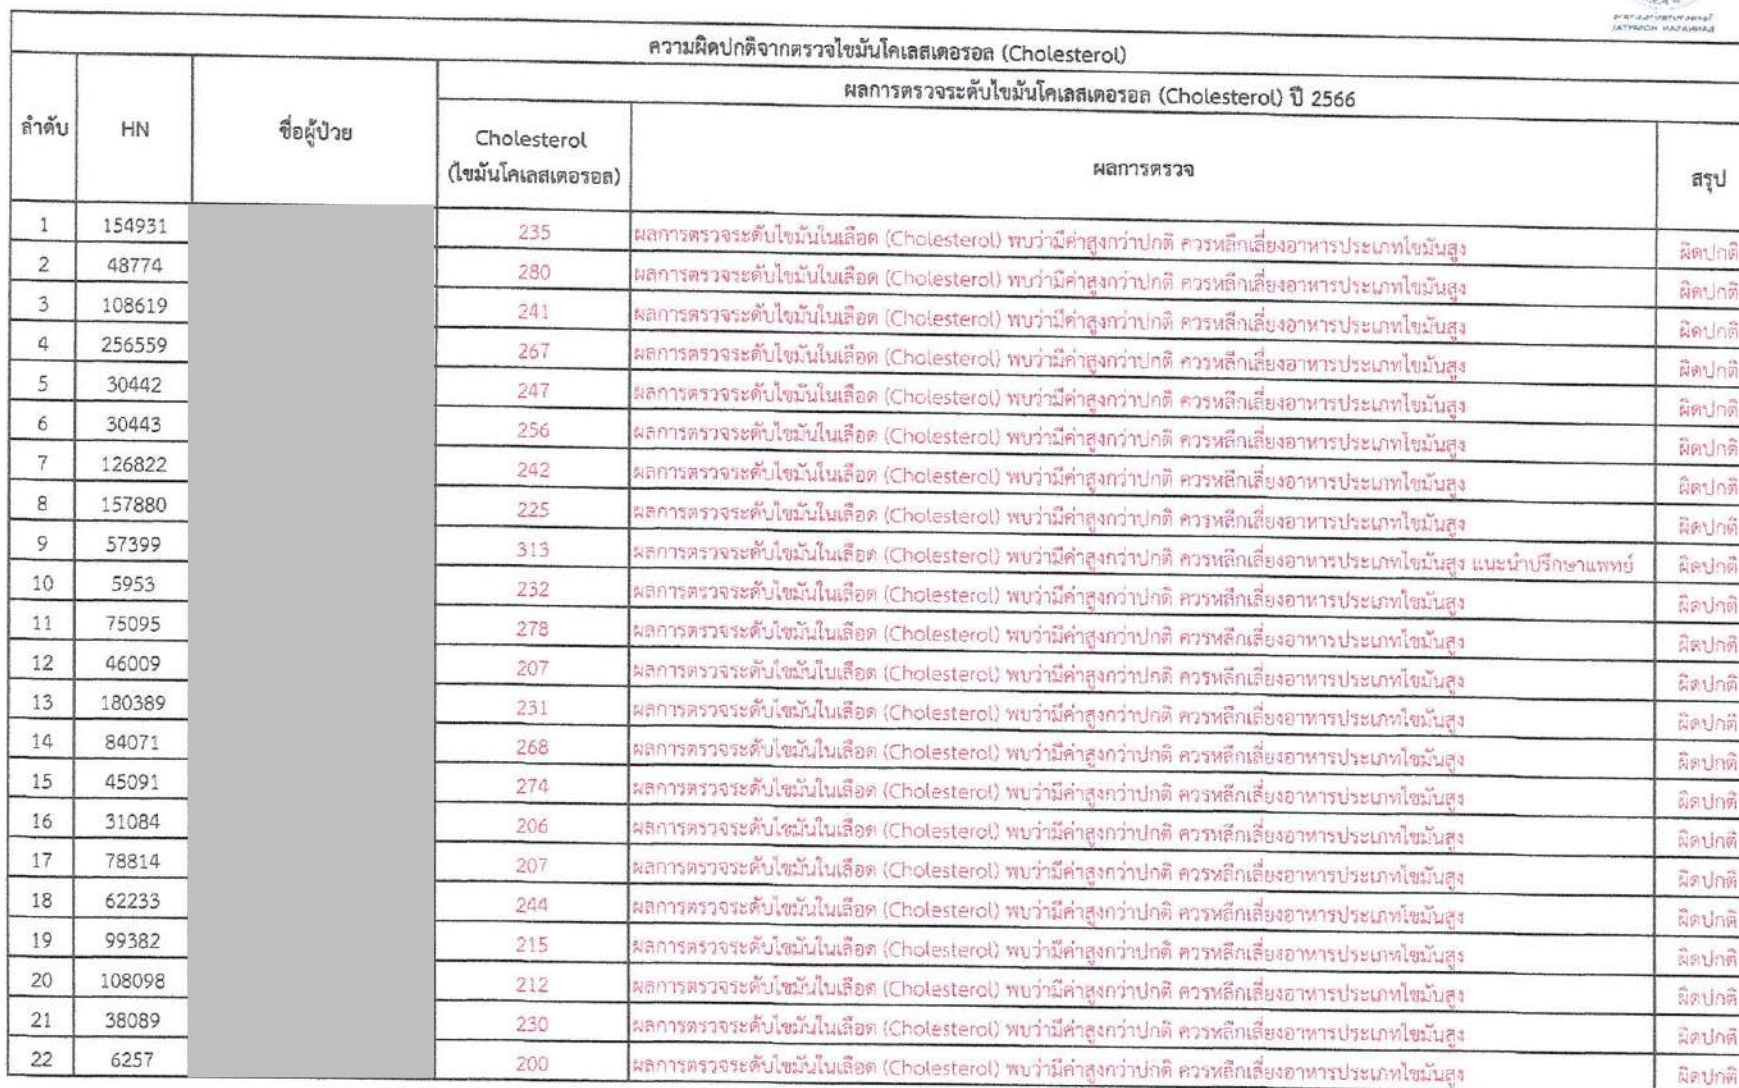 ความผิดปกติจากตรวจไขมันโคเลสเตอรอล (Cholesterol)
ลำดับ HN ชื่อผู้ป่วย ผลการตรวจระดับไขมันโคเลสเตอรอล (Cholesterol) ปี 2566
Cholesterol (ไขมันโคเลสเตอรอล) ผลการตรวจ สรุป
1 154931 235 ผลการตรวจระดับไขมันในเลือด (Cholesterol) พบว่ามีค่าสูงกว่าปกติ ควรหลีกเลี่ยงอาหารประเภทไขมันสูง ผิดปกติ
2 48774 280 ผลการตรวจระดับไขมันในเลือด (Cholesterol) พบว่ามีค่าสูงกว่าปกติ ควรหลีกเลี่ยงอาหารประเภทไขมันสูง ผิดปกติ
3 108619 241 ผลการตรวจระดับไขมันในเลือด (Cholesterol) พบว่ามีค่าสูงกว่าปกติ ควรหลีกเลี่ยงอาหารประเภทไขมันสูง ผิดปกติ
4 256559 267 ผลการตรวจระดับไขมันในเลือด (Cholesterol) พบว่ามีค่าสูงกว่าปกติ ควรหลีกเลี่ยงอาหารประเภทไขมันสูง ผิดปกติ
5 30442 247 ผลการตรวจระดับไขมันในเลือด (Cholesterol) พบว่ามีค่าสูงกว่าปกติ ควรหลีกเลี่ยงอาหารประเภทไขมันสูง ผิดปกติ
6 30443 256 ผลการตรวจระดับไขมันในเลือด (Cholesterol) พบว่ามีค่าสูงกว่าปกติ ควรหลีกเลี่ยงอาหารประเภทไขมันสูง ผิดปกติ
7 126822 242 ผลการตรวจระดับไขมันในเลือด (Cholesterol) พบว่ามีค่าสูงกว่าปกติ ควรหลีกเลี่ยงอาหารประเภทไขมันสูง ผิดปกติ
8 157880 225 ผลการตรวจระดับไขมันในเลือด (Cholesterol) พบว่ามีค่าสูงกว่าปกติ ควรหลีกเลี่ยงอาหารประเภทไขมันสูง ผิดปกติ
9 57399 313 ผลการตรวจระดับไขมันในเลือด (Cholesterol) พบว่ามีค่าสูงกว่าปกติ ควรหลีกเลี่ยงอาหารประเภทไขมันสูง แนะนำปรึกษาแพทย์ ผิดปกติ
10 5953 232 ผลการตรวจระดับไขมันในเลือด (Cholesterol) พบว่ามีค่าสูงกว่าปกติ ควรหลีกเลี่ยงอาหารประเภทไขมันสูง ผิดปกติ
11 75095 278 ผลการตรวจระดับไขมันในเลือด (Cholesterol) พบว่ามีค่าสูงกว่าปกติ ควรหลีกเลี่ยงอาหารประเภทไขมันสูง ผิดปกติ
12 46009 207 ผลการตรวจระดับไขมันในเลือด (Cholesterol) พบว่ามีค่าสูงกว่าปกติ ควรหลีกเลี่ยงอาหารประเภทไขมันสูง ผิดปกติ
13 180389 231 ผลการตรวจระดับไขมันในเลือด (Cholesterol) พบว่ามีค่าสูงกว่าปกติ ควรหลีกเลี่ยงอาหารประเภทไขมันสูง ผิดปกติ
14 84071 268 ผลการตรวจระดับไขมันในเลือด (Cholesterol) พบว่ามีค่าสูงกว่าปกติ ควรหลีกเลี่ยงอาหารประเภทไขมันสูง ผิดปกติ
15 45091 274 ผลการตรวจระดับไขมันในเลือด (Cholesterol) พบว่ามีค่าสูงกว่าปกติ ควรหลีกเลี่ยงอาหารประเภทไขมันสูง ผิดปกติ
16 31084 206 ผลการตรวจระดับไขมันในเลือด (Cholesterol) พบว่ามีค่าสูงกว่าปกติ ควรหลีกเลี่ยงอาหารประเภทไขมันสูง ผิดปกติ
17 78814 207 ผลการตรวจระดับไขมันในเลือด (Cholesterol) พบว่ามีค่าสูงกว่าปกติ ควรหลีกเลี่ยงอาหารประเภทไขมันสูง ผิดปกติ
18 62233 244 ผลการตรวจระดับไขมันในเลือด (Cholesterol) พบว่ามีค่าสูงกว่าปกติ ควรหลีกเลี่ยงอาหารประเภทไขมันสูง ผิดปกติ
19 99382 215 ผลการตรวจระดับไขมันในเลือด (Cholesterol) พบว่ามีค่าสูงกว่าปกติ ควรหลีกเลี่ยงอาหารประเภทไขมันสูง ผิดปกติ
20 108098 212 ผลการตรวจระดับไขมันในเลือด (Cholesterol) พบว่ามีค่าสูงกว่าปกติ ควรหลีกเลี่ยงอาหารประเภทไขมันสูง ผิดปกติ
21 38089 230 ผลการตรวจระดับไขมันในเลือด (Cholesterol) พบว่ามีค่าสูงกว่าปกติ ควรหลีกเลี่ยงอาหารประเภทไขมันสูง ผิดปกติ
22 6257 200 ผลการตรวจระดับไขมันในเลือด (Cholesterol) พบว่ามีค่าสูงกว่าปกติ ควรหลีกเลี่ยงอาหารประเภทไขมันสูง ผิดปกติ